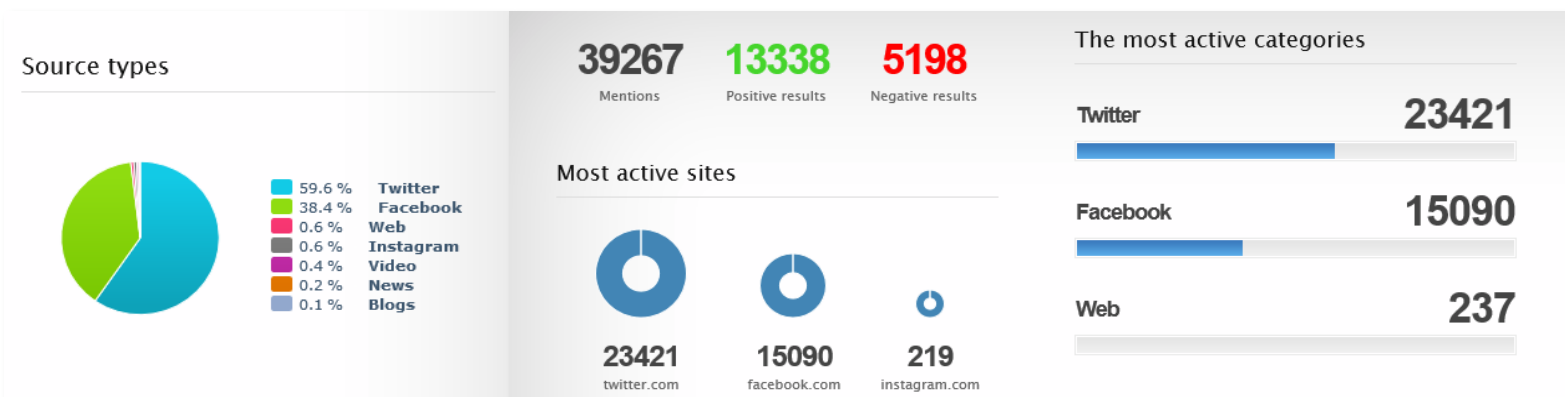 Source types
59.6 % Twitter
38.4 % Facebook
0.6 % Web
0.6 % Instagram
0.4 % Video
0.2 % News
0.1 % Blogs
39267 13338 5198
Mentions Positive results Negative results
Most active sites
23421 15090 219
twitter.com facebook.com instagram.com
The most active categories
Twitter 23421
Facebook 15090
Web 237